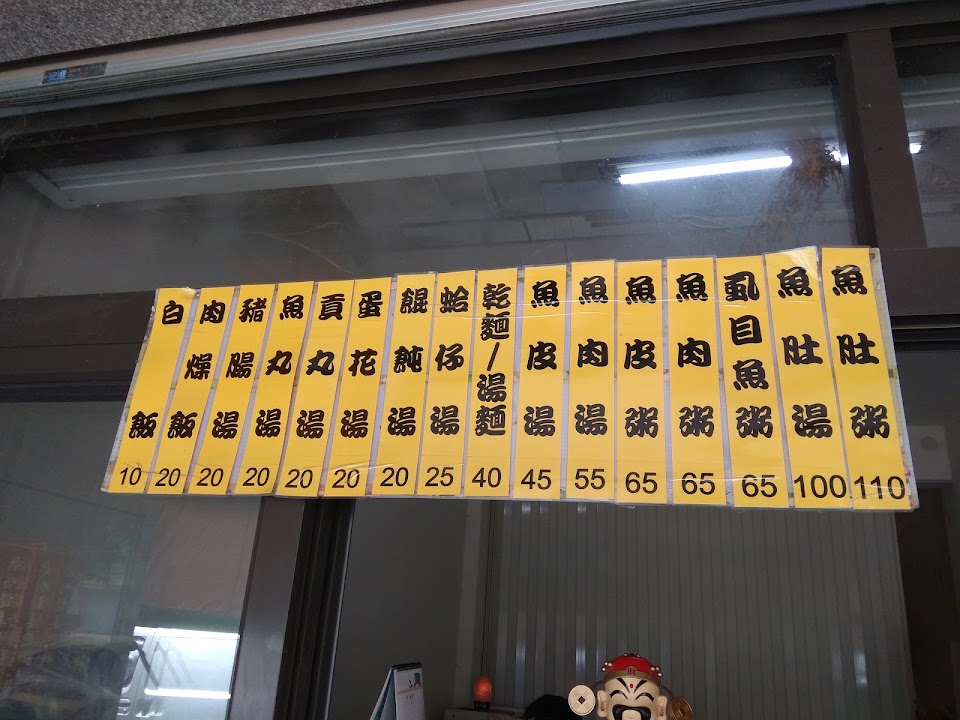 白飯 10
肉燥飯 20
豬腸湯 20
魚丸湯 20
貢丸湯 20
蛋花湯 20
餛飩湯 20
蛤仔湯 25
乾麵/湯麵 40
魚皮湯 45
魚肉湯 55
魚皮粥 65
魚肉粥 65
虱目魚粥 65
魚肚湯 100
魚肚粥 110